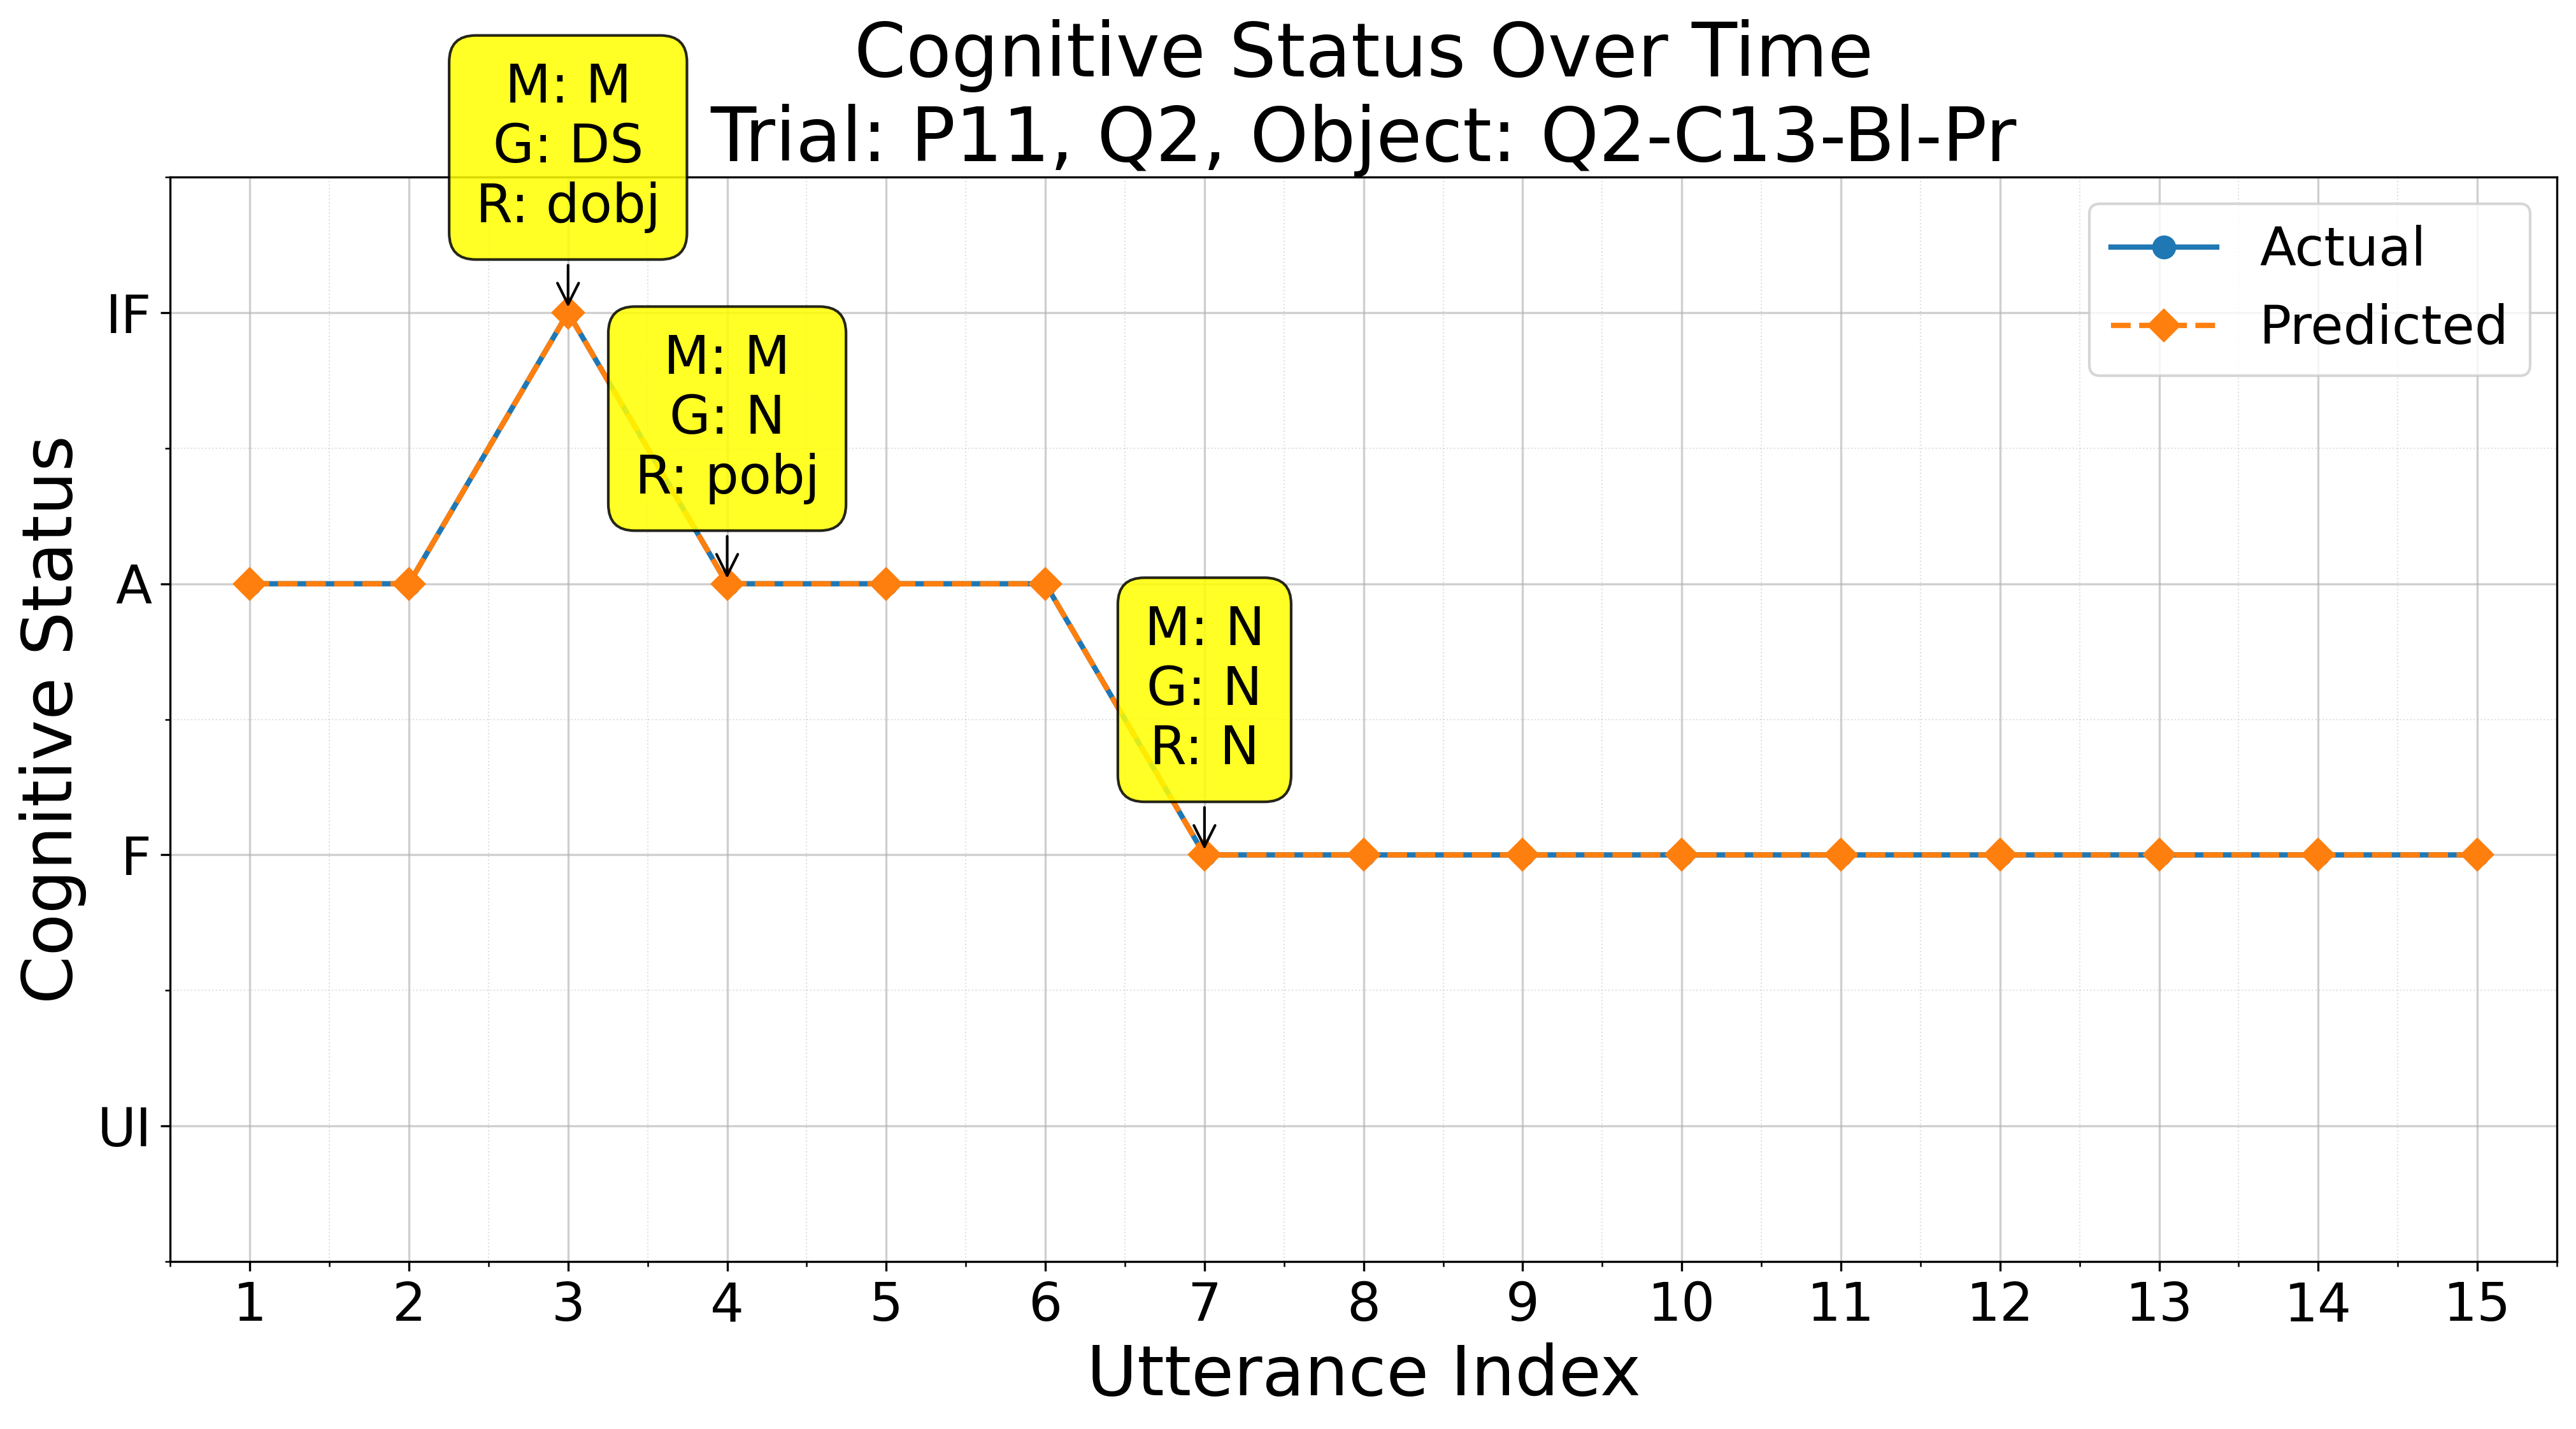 Cognitive Status Over Time
Trial: P11, Q2, Object: Q2-C13-Bl-Pr
M: M
G: DS
R: dobj
M: M
G: N
R: pobj
M: N
G: N
R: N
Actual
Predicted
Cognitive Status
IF
A
F
UI
1 2 3 4 5 6 7 8 9 10 11 12 13 14 15
Utterance Index